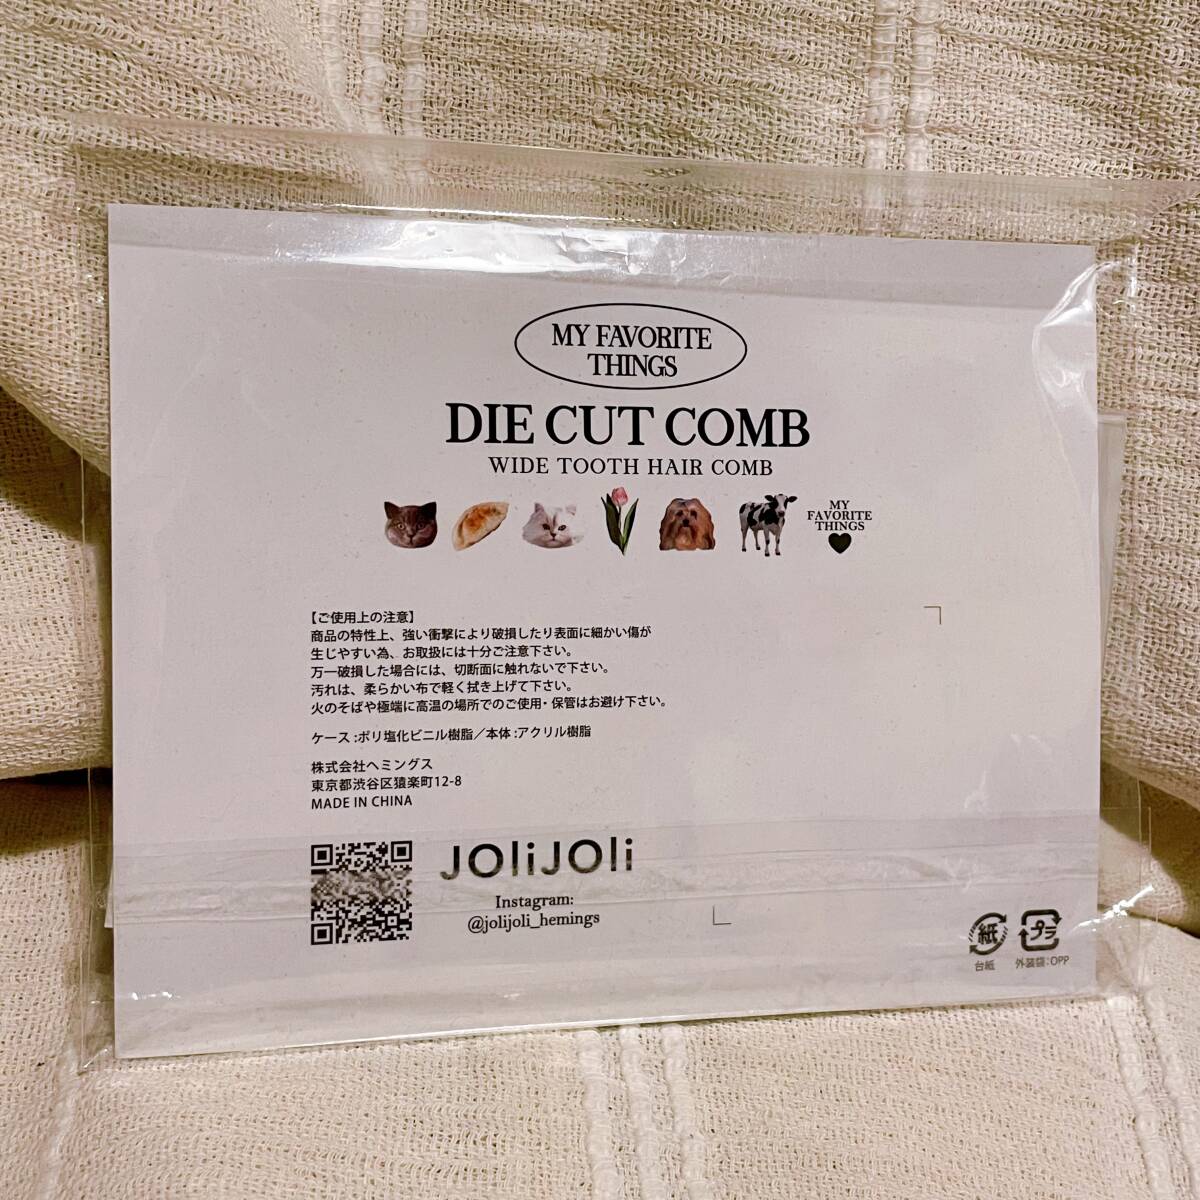 MY FAVORITE
THINGS
DIE CUT COMB
WIDE TOOTH HAIR COMB
MY
FAVORITE
THINGS
【ご使用上の注意】
商品の特性上、強い衝撃により破損したり表面に細かい傷が
生じやすい為、お取扱には十分ご注意下さい。
万一破損した場合には、切断面に触れないで下さい。
汚れは、柔らかい布で軽く拭き上げて下さい。
火のそばや極端に高温の場所でのご使用・保管はお避け下さい。
ケース:ポリ塩化ビニル樹脂／本体:アクリル樹脂
株式会社ヘミングス
東京都渋谷区猿楽町12-8
MADE IN CHINA
JOliJOli
Instagram:
@jolijoli_hemings
紙
プラ
台紙
外装袋:OPP